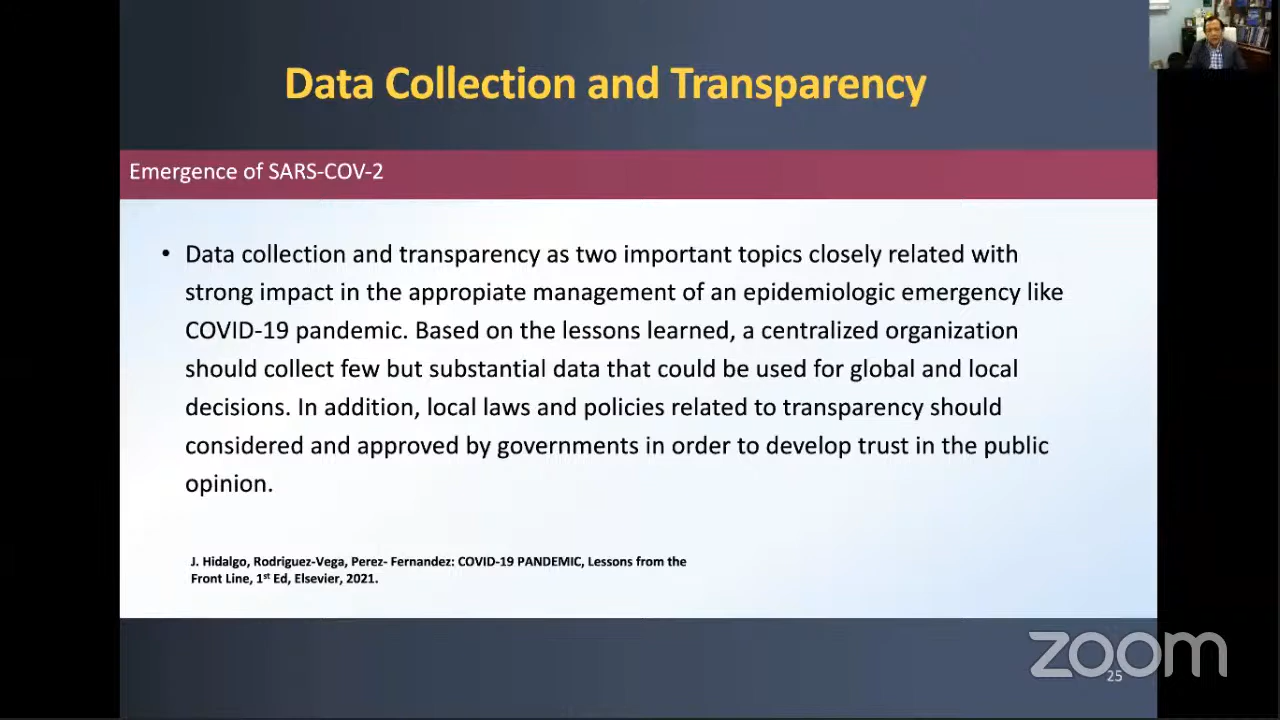 Data Collection and Transparency
Emergence of SARS-COV-2
• Data collection and transparency as two important topics closely related with
strong impact in the appropiate management of an epidemiologic emergency like
COVID-19 pandemic. Based on the lessons learned, a centralized organization
should collect few but substantial data that could be used for global and local
decisions. In addition, local laws and policies related to transparency should
considered and approved by governments in order to develop trust in the public
opinion.
J. Hidalgo, Rodriguez-Vega, Perez- Fernandez: COVID-19 PANDEMIC, Lessons from the
Front Line, 1st Ed, Elsevier, 2021.
zoom
25